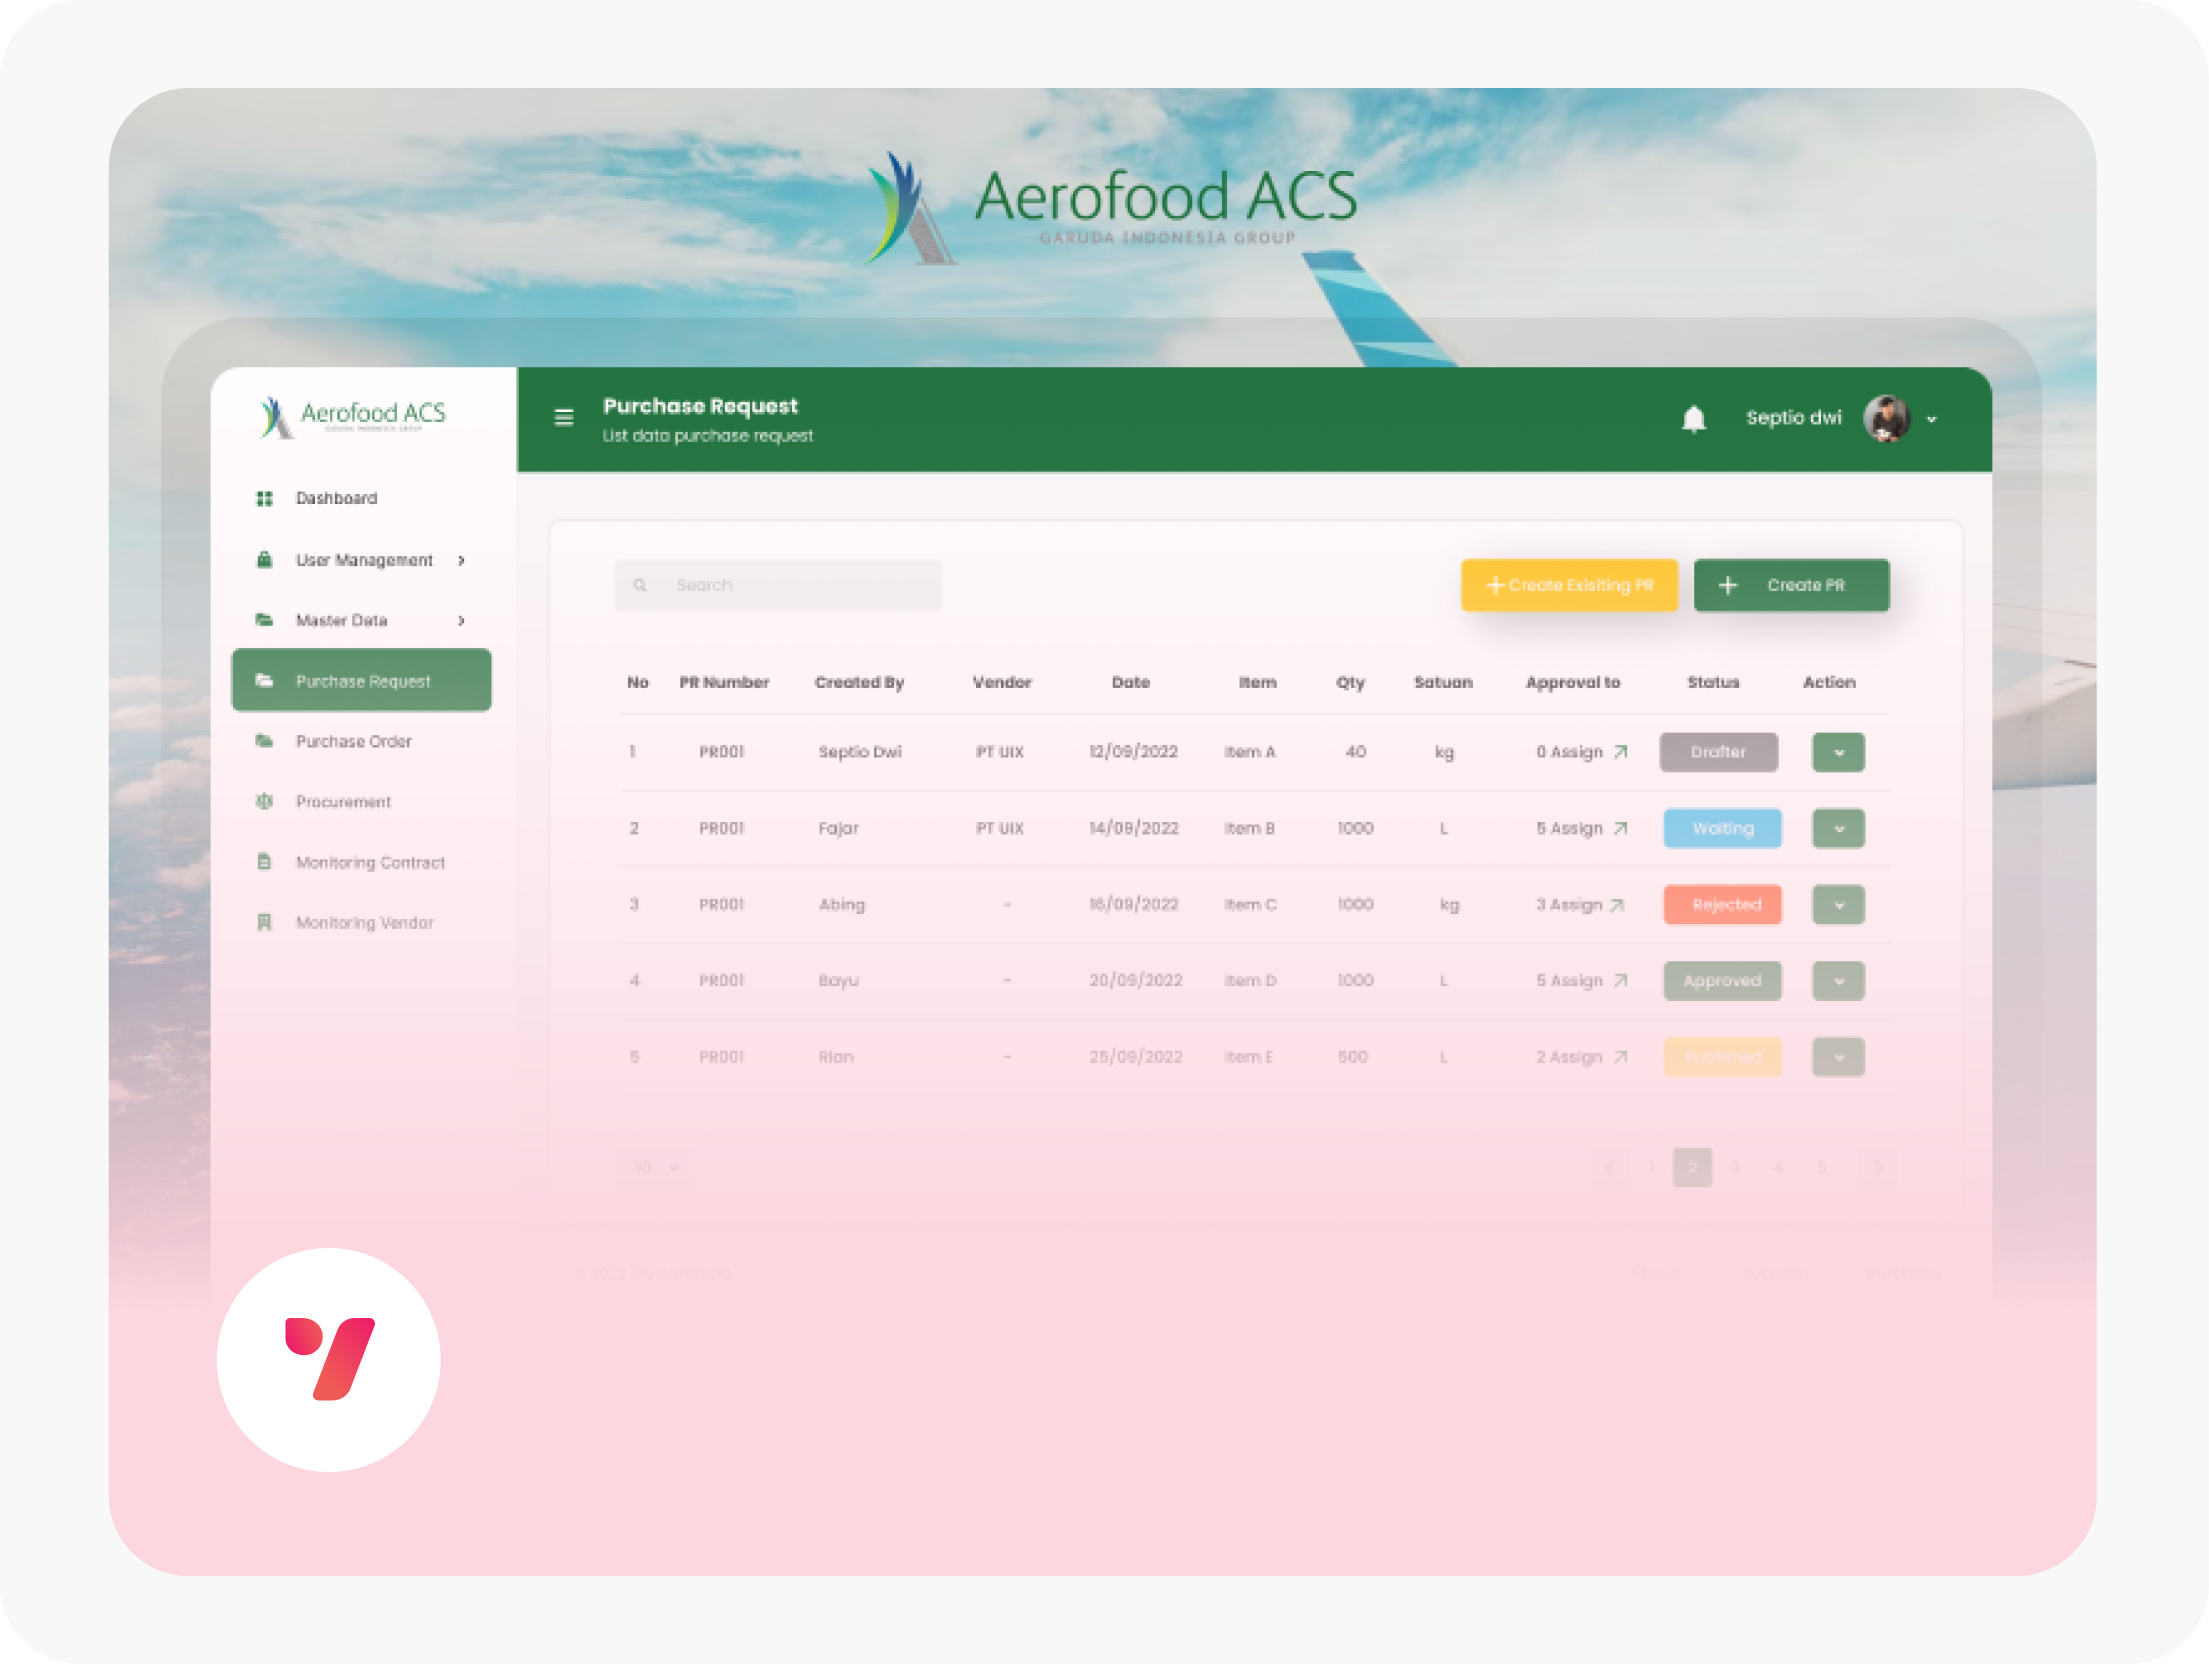 Aerofood ACS
GARUDA INDONESIA GROUP
Aerofood ACS
GARUDA INDONESIA GROUP
Purchase Request
List data purchase request
Septio dwi
Dashboard
User Management
Master Data
Purchase Request
Purchase Order
Procurement
Monitoring Contract
Monitoring Vendor
Search
Create Exisiting PR
Create PR
No PR Number Created By Vendor Date Item Qty Satuan Approval to Status Action
1 PR001 Septio Dwi PT UIX 12/09/2022 Item A 40 kg 0 Assign Drafter
2 PR001 Fajar PT UIX 14/09/2022 Item B 1000 L 5 Assign Waiting
3 PR001 Abing - 16/09/2022 Item C 1000 kg 3 Assign Rejected
4 PR001 Bayu - 20/09/2022 Item D 1000 L 5 Assign Approved
5 PR001 Rian - 25/09/2022 Item E 500 L 2 Assign Published
10
1 2 3 4 5
About Support